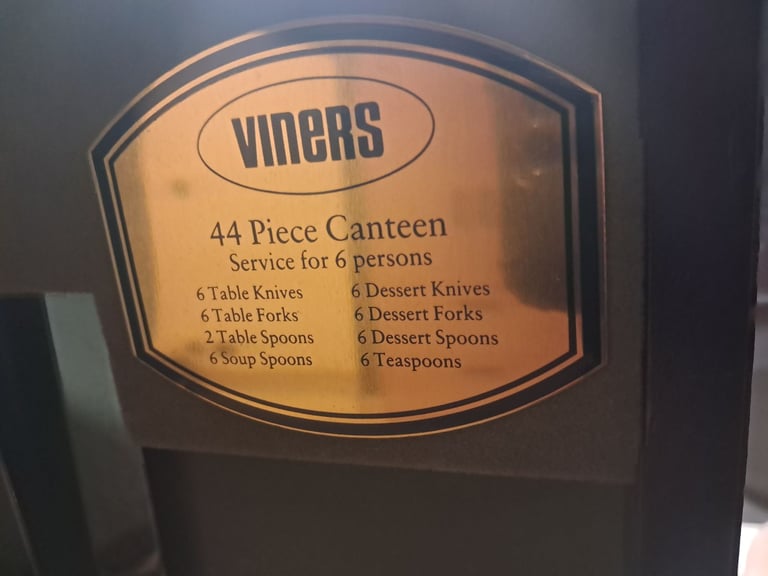 VINERS
44 Piece Canteen
Service for 6 persons
6 Table Knives 6 Dessert Knives
6 Table Forks 6 Dessert Forks
2 Table Spoons 6 Dessert Spoons
6 Soup Spoons 6 Teaspoons